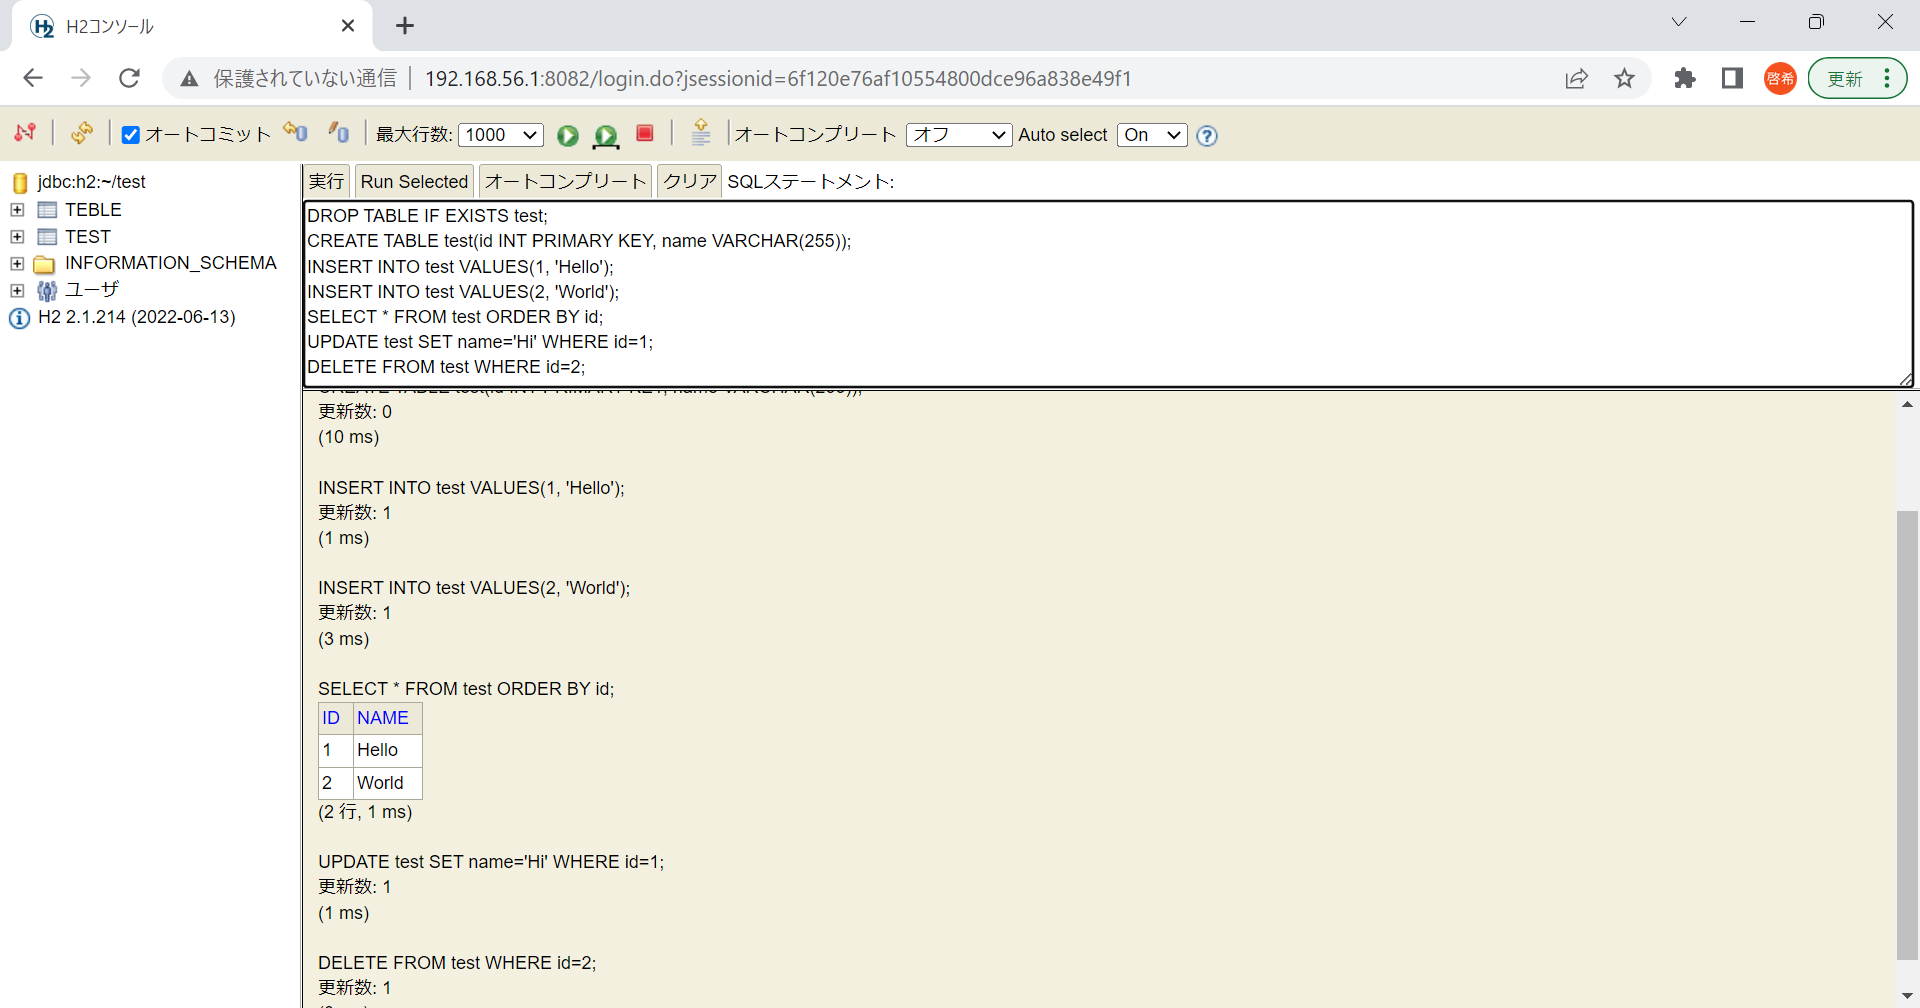 H2コンソール
保護されていない通信
192.168.56.1:8082/login.do?jsessionid=6f120e76af10554800dce96a838e49f1
啓希
更新
オートコミット
最大行数: 1000
オートコンプリート オフ Auto select On
jdbc:h2:~/test
TEBLE
TEST
INFORMATION_SCHEMA
ユーザ
H2 2.1.214 (2022-06-13)
実行 Run Selected オートコンプリート クリア SQLステートメント:
DROP TABLE IF EXISTS test;
CREATE TABLE test(id INT PRIMARY KEY, name VARCHAR(255));
INSERT INTO test VALUES(1, 'Hello');
INSERT INTO test VALUES(2, 'World');
SELECT * FROM test ORDER BY id;
UPDATE test SET name='Hi' WHERE id=1;
DELETE FROM test WHERE id=2;
CREATE TABLE test(id INT PRIMARY KEY, name VARCHAR(255));
更新数: 0
(10 ms)
INSERT INTO test VALUES(1, 'Hello');
更新数: 1
(1 ms)
INSERT INTO test VALUES(2, 'World');
更新数: 1
(3 ms)
SELECT * FROM test ORDER BY id;
ID NAME
1 Hello
2 World
(2 行, 1 ms)
UPDATE test SET name='Hi' WHERE id=1;
更新数: 1
(1 ms)
DELETE FROM test WHERE id=2;
更新数: 1